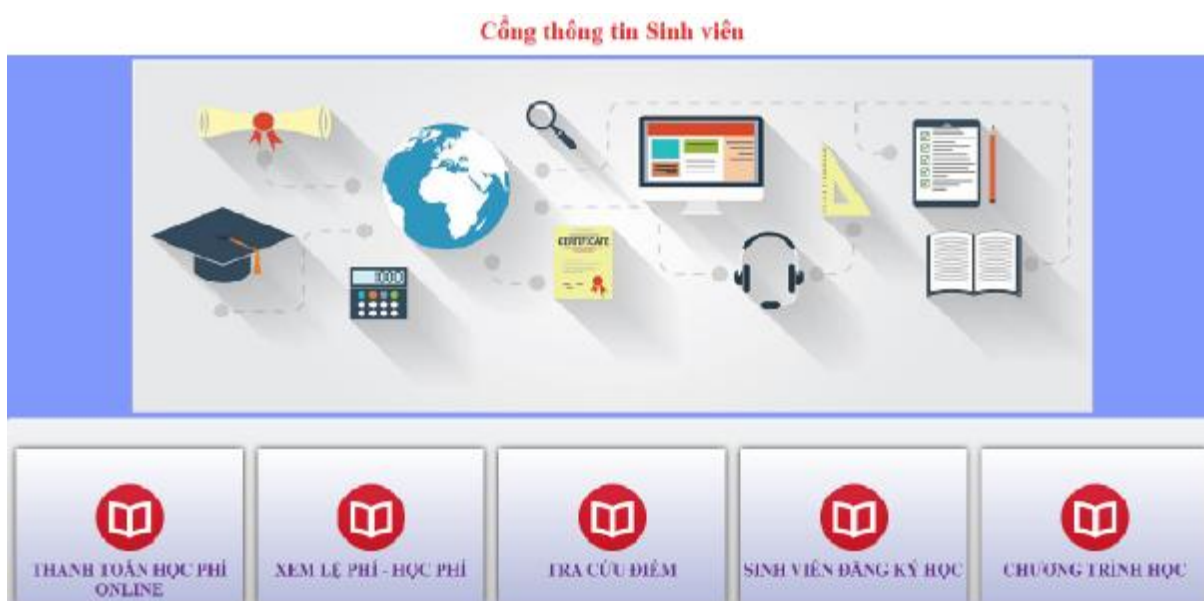 Cổng thông tin Sinh viên
CERTIFICATE
THANH TOÁN HỌC PHÍ
ONLINE
XEM LỆ PHÍ - HỌC PHÍ
TRA CỨU ĐIỂM
SINH VIÊN ĐĂNG KÝ HỌC
CHƯƠNG TRÌNH HỌC